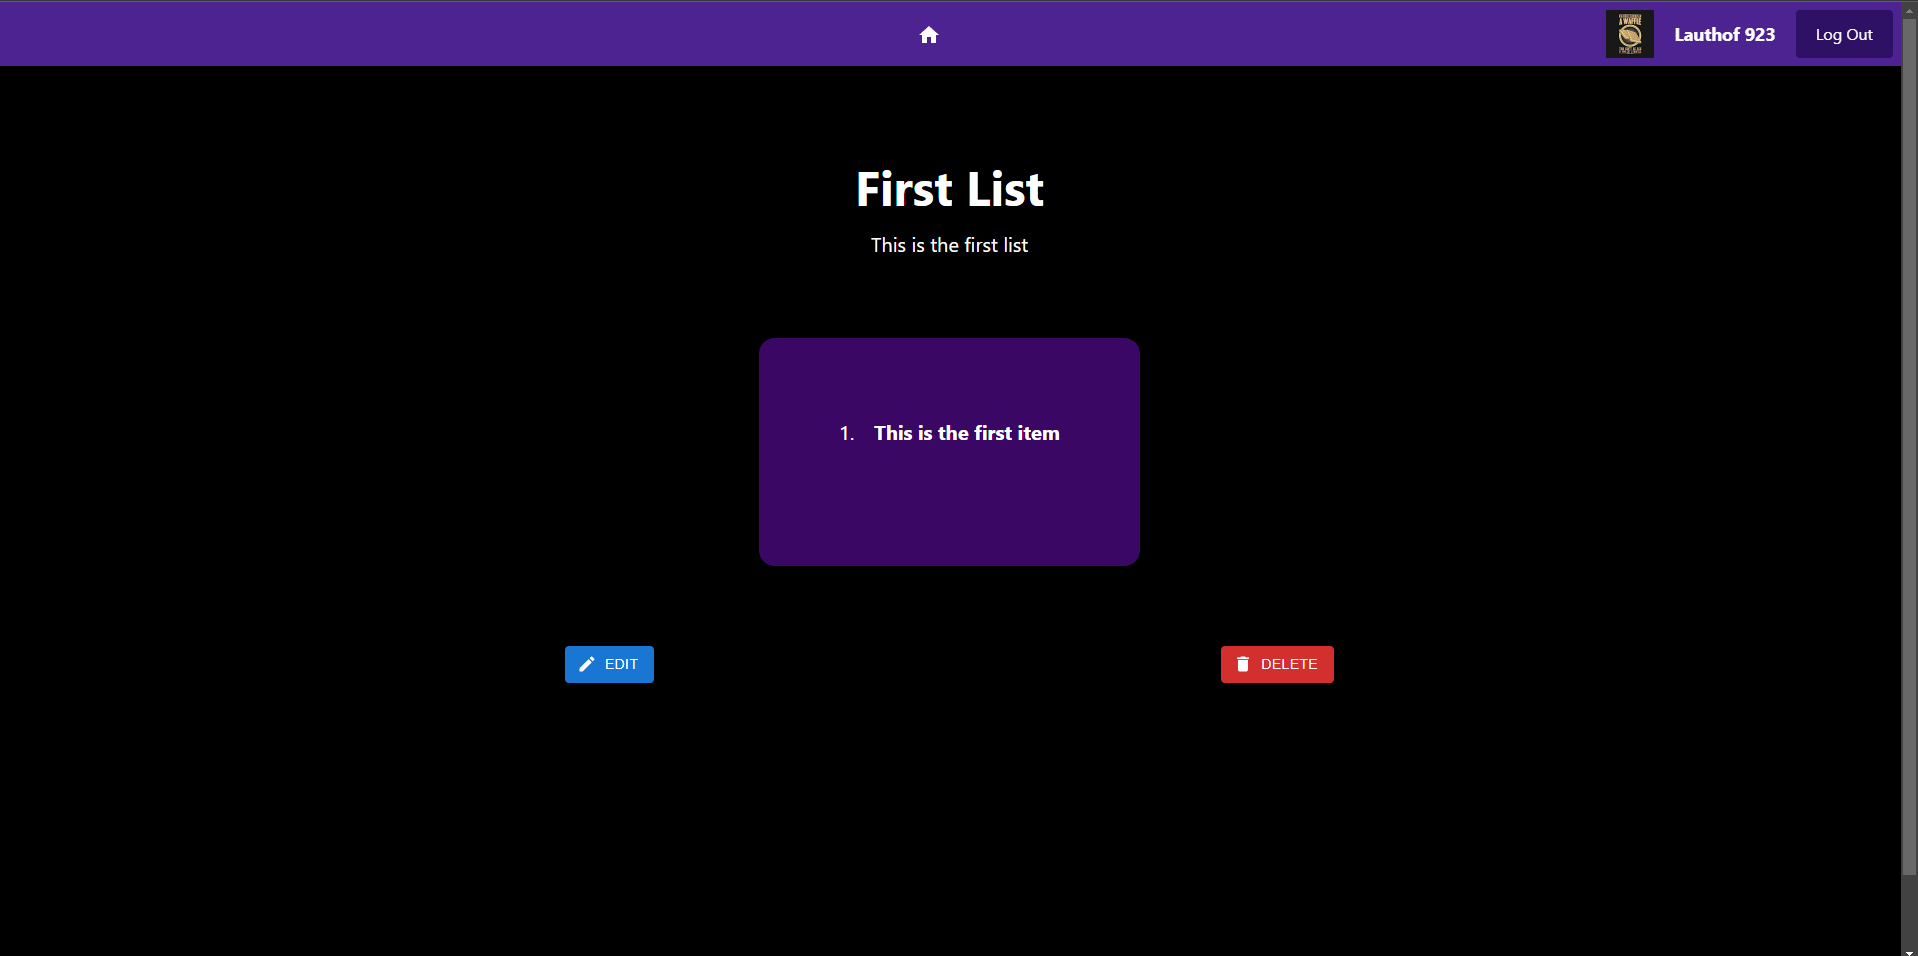 A WAFFLE
Lauthof 923
Log Out
First List
This is the first list
1. This is the first item
EDIT
DELETE